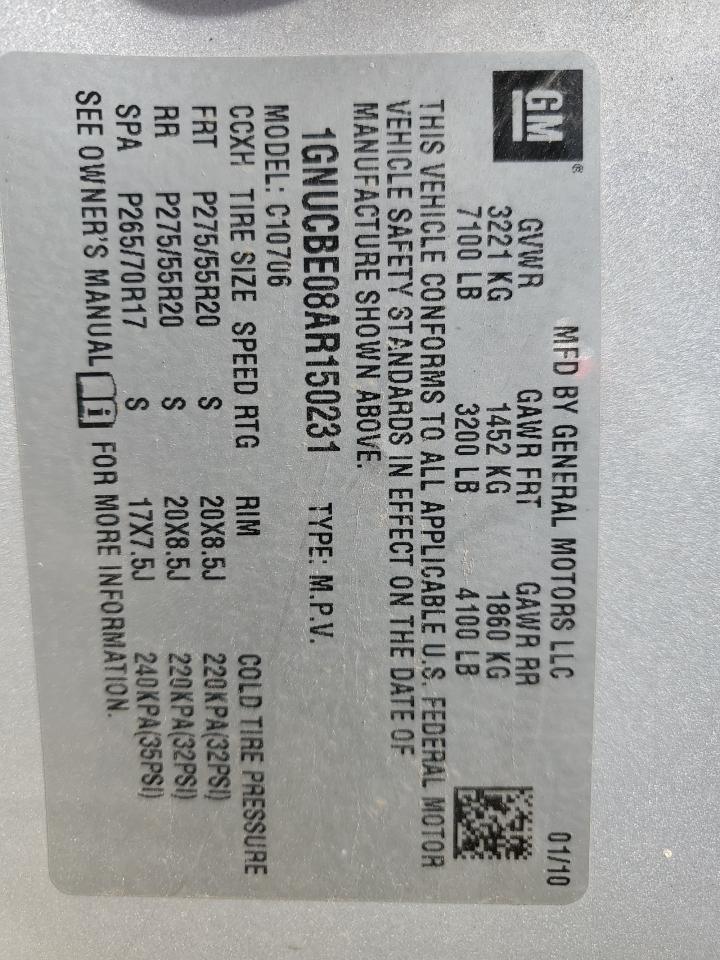 GM®
MFD BY GENERAL MOTORS LLC 01/10
GVWR GAWR FRT GAWR RR
3221 KG 1452 KG 1860 KG
7100 LB 3200 LB 4100 LB
THIS VEHICLE CONFORMS TO ALL APPLICABLE U.S. FEDERAL MOTOR
VEHICLE SAFETY STANDARDS IN EFFECT ON THE DATE OF
MANUFACTURE SHOWN ABOVE.
1GNUCBE08AR150231 TYPE: M.P.V.
MODEL: C10706
CCXH TIRE SIZE SPEED RTG RIM COLD TIRE PRESSURE
FRT P275/55R20 S 20X8.5J 220KPA(32PSI)
RR P275/55R20 S 20X8.5J 220KPA(32PSI)
SPA P265/70R17 S 17X7.5J 240KPA(35PSI)
SEE OWNER'S MANUAL i FOR MORE INFORMATION.